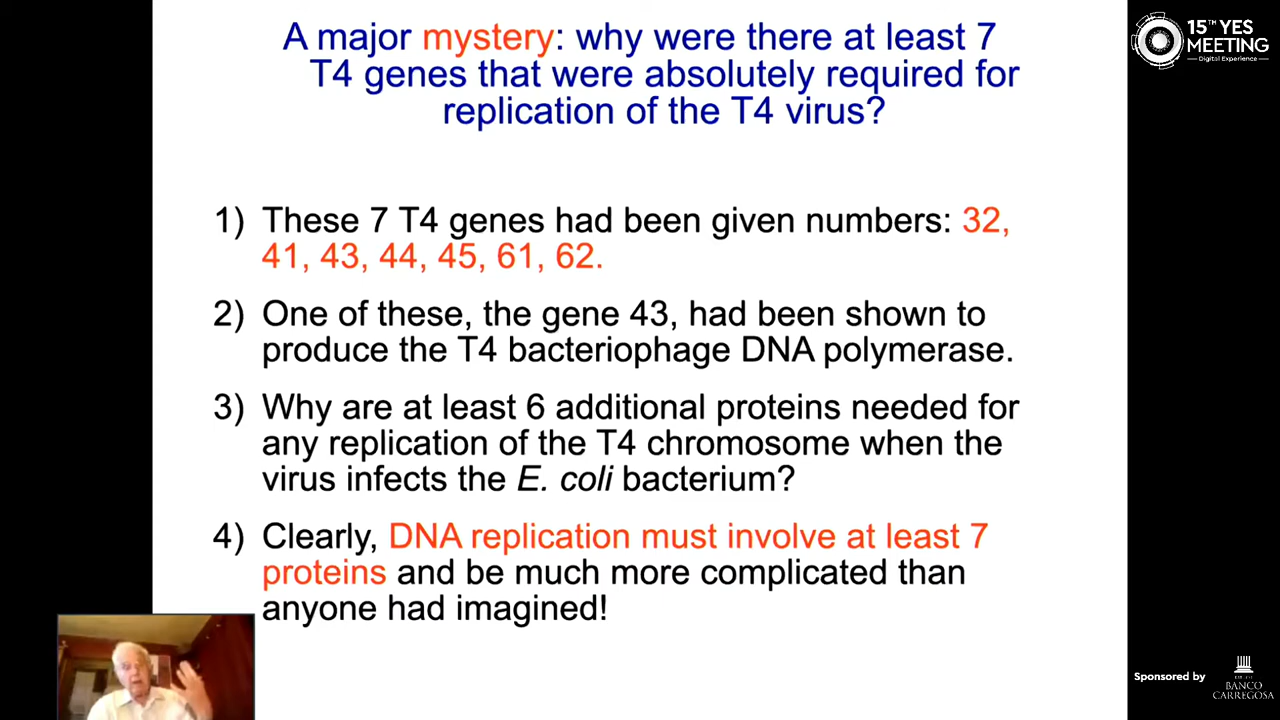 A major mystery: why were there at least 7
T4 genes that were absolutely required for
replication of the T4 virus?
1) These 7 T4 genes had been given numbers: 32,
41, 43, 44, 45, 61, 62.
2) One of these, the gene 43, had been shown to
produce the T4 bacteriophage DNA polymerase.
3) Why are at least 6 additional proteins needed for
any replication of the T4 chromosome when the
virus infects the E. coli bacterium?
4) Clearly, DNA replication must involve at least 7
proteins and be much more complicated than
anyone had imagined!
15TH YES
MEETING
Digital Experience
Sponsored by
BANCO
CARREGOSA